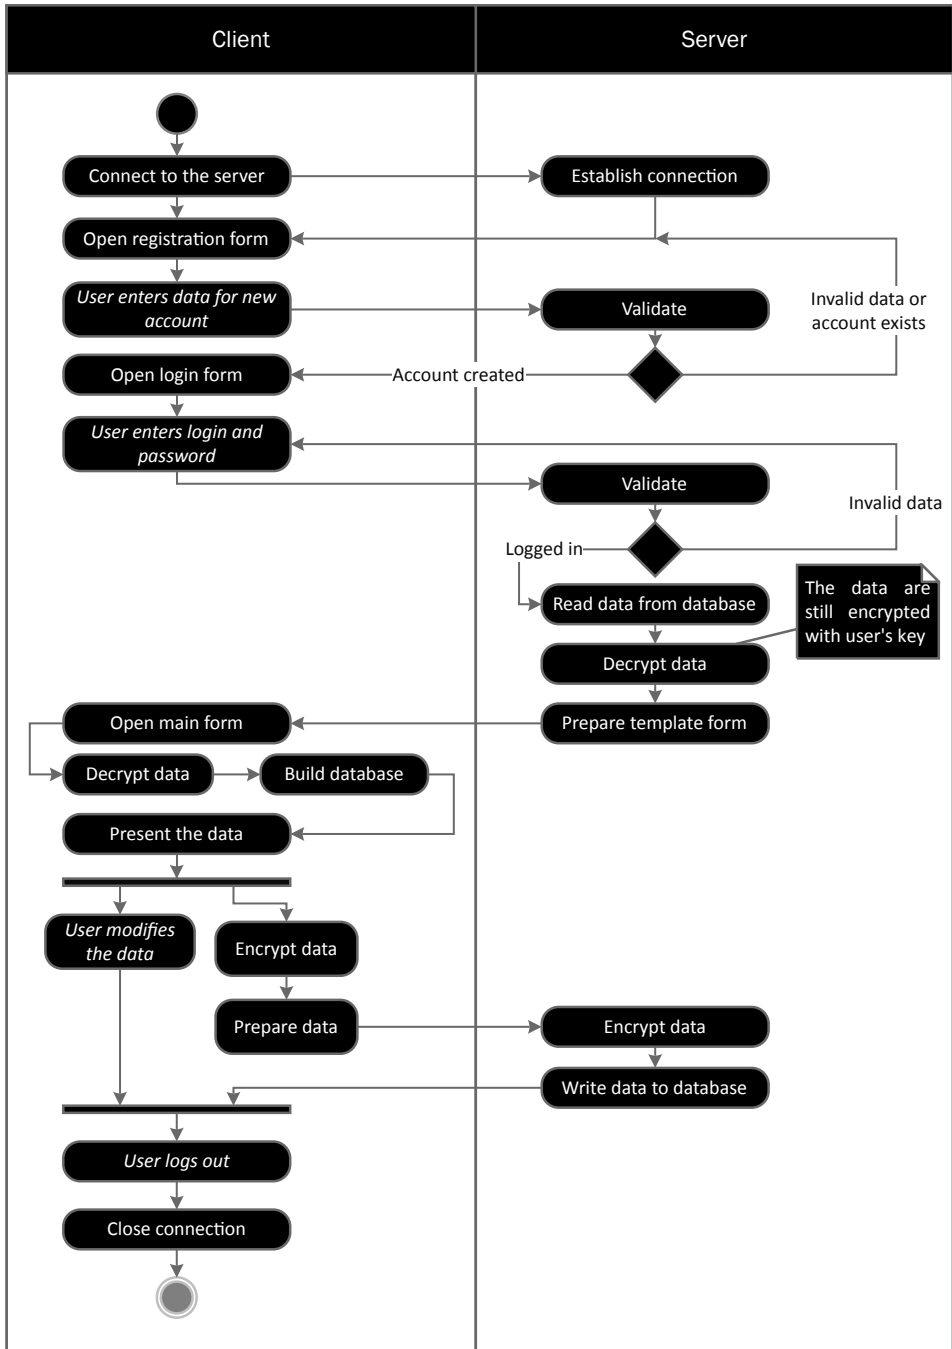 Client
Server
Connect to the server
Establish connection
Open registration form
User enters data for new
account
Validate
Invalid data or
account exists
Open login form
Account created
User enters login and
password
Validate
Invalid data
Logged in
Read data from database
The data are
still encrypted
with user's key
Decrypt data
Open main form
Prepare template form
Decrypt data
Build database
Present the data
User modifies
the data
Encrypt data
Prepare data
Encrypt data
Write data to database
User logs out
Close connection